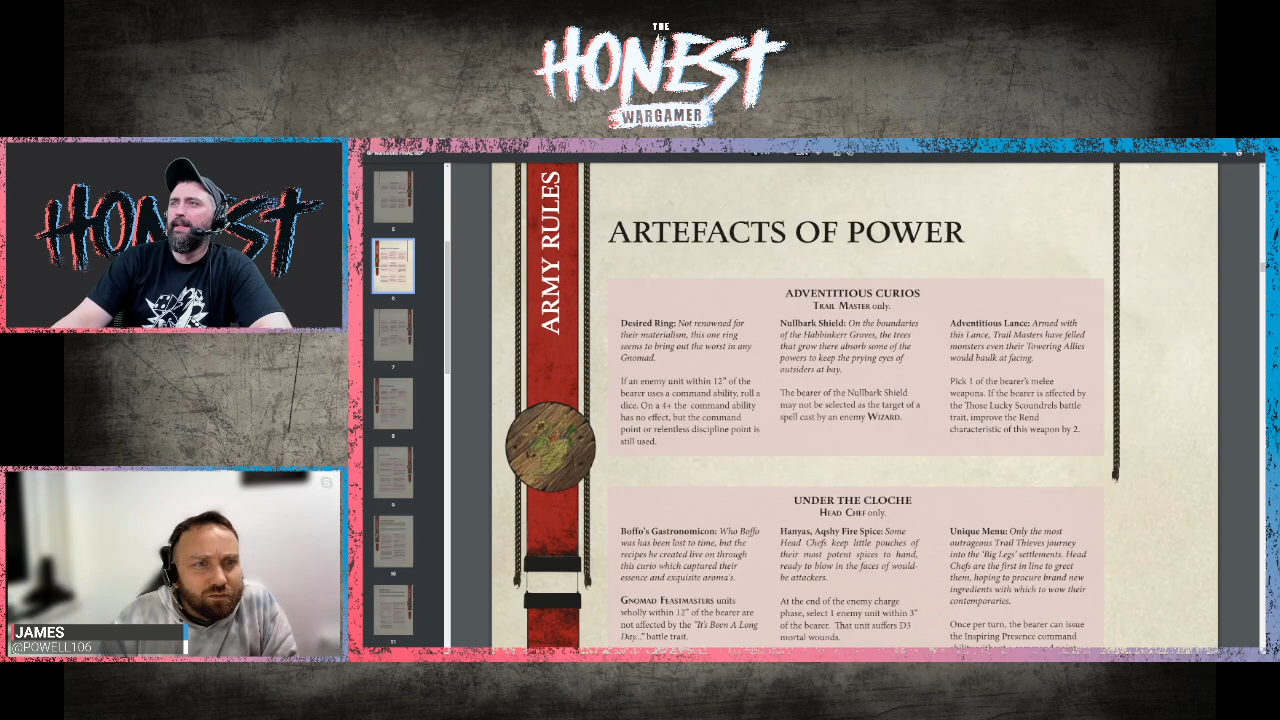 THE
HONEST
WARGAMER
HONEST
JAMES
@POWELL106
5
6
7
8
9
10
11
ARMY RULES
ARTEFACTS OF POWER
ADVENTITIOUS CURIOS
TRAIL MASTER only.
Desired Ring: Not renowned for
their materialism, this one ring
seems to bring out the worst in any
Gnomad.
If an enemy unit within 12" of the
bearer uses a command ability, roll a
dice. On a 4+ the command ability
has no effect, but the command
point or relentless discipline point is
still used.
Nullbark Shield: On the boundaries
of the Habbinkerr Groves, the trees
that grow there absorb some of the
powers to keep the prying eyes of
outsiders at bay.
The bearer of the Nullbark Shield
may not be selected as the target of a
spell cast by an enemy WIZARD.
Adventitious Lance: Armed with
this Lance, Trail Masters have felled
monsters even their Towering Allies
would baulk at facing.
Pick 1 of the bearer's melee
weapons. If the bearer is affected by
the Those Lucky Scoundrels battle
trait, improve the Rend
characteristic of this weapon by 2.
UNDER THE CLOCHE
HEAD CHEF only.
Boffo's Gastronomicon: Who Boffo
was has been lost to time, but the
recipes he created live on through
this curio which captured their
essence and exquisite aroma's.
GNOMAD FEASTMASTERS units
wholly within 12" of the bearer are
not affected by the "It's Been A Long
Day..." battle trait.
Hanyas, Aqshy Fire Spice: Some
Head Chefs keep little pouches of
their most potent spices to hand,
ready to blow in the faces of would-
be attackers.
At the end of the enemy charge
phase, select 1 enemy unit within 3"
of the bearer. That unit suffers D3
mortal wounds.
Unique Menu: Only the most
outrageous Trail Thieves journey
into the 'Big Legs' settlements. Head
Chefs are the first in line to greet
them, hoping to procure brand new
ingredients with which to wow their
contemporaries.
Once per turn, the bearer can issue
the Inspiring Presence command